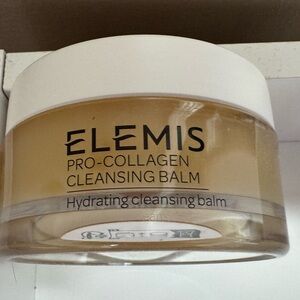 ELEMIS
PRO-COLLAGEN
CLEANSING BALM
Hydrating cleansing balm